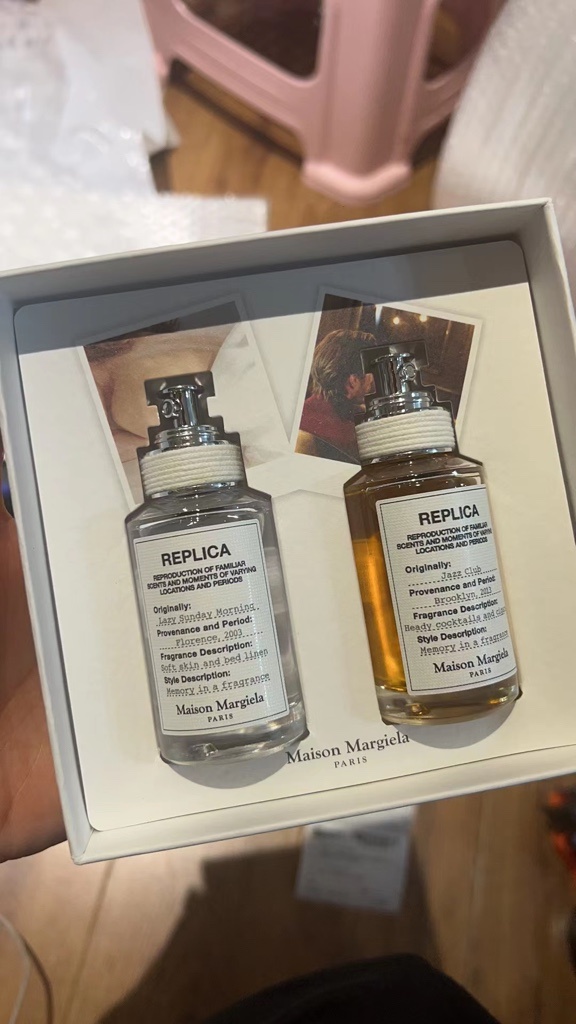 REPLICA
REPRODUCTION OF FAMILIAR
SCENTS AND MOMENTS OF VARYING
LOCATIONS AND PERIODS
Originally:
Lazy Sunday Morning
Provenance and Period:
Florence, 2003
Fragrance Description:
Soft skin and bed linen
Style Description:
Memory in a fragrance
Maison Margiela
PARIS
REPLICA
REPRODUCTION OF FAMILIAR
SCENTS AND MOMENTS OF VARYING
LOCATIONS AND PERIODS
Originally:
Jazz Club
Provenance and Period:
Brooklyn, 2013
Fragrance Description:
Heady cocktails and
Style Description:
Memory in a fragrance
Maison Margiela
PARIS
Maison Margiela
PARIS